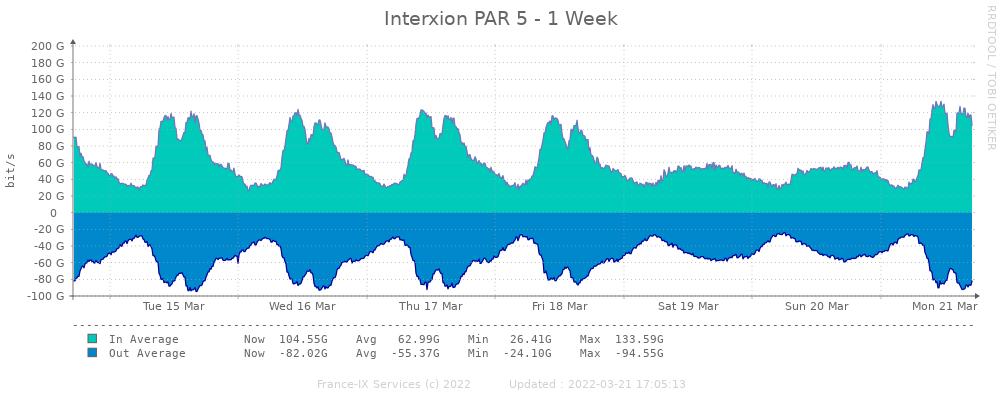 Interxion PAR 5 - 1 Week
RRDTOOL / TOBI OETIKER
bit/s
200 G
180 G
160 G
140 G
120 G
100 G
80 G
60 G
40 G
20 G
0
-20 G
-40 G
-60 G
-80 G
-100 G
Tue 15 Mar Wed 16 Mar Thu 17 Mar Fri 18 Mar Sat 19 Mar Sun 20 Mar Mon 21 Mar
In Average Now 104.55G Avg 62.99G Min 26.41G Max 133.59G
Out Average Now -82.02G Avg -55.37G Min -24.10G Max -94.55G
France-IX Services (c) 2022 Updated : 2022-03-21 17:05:13